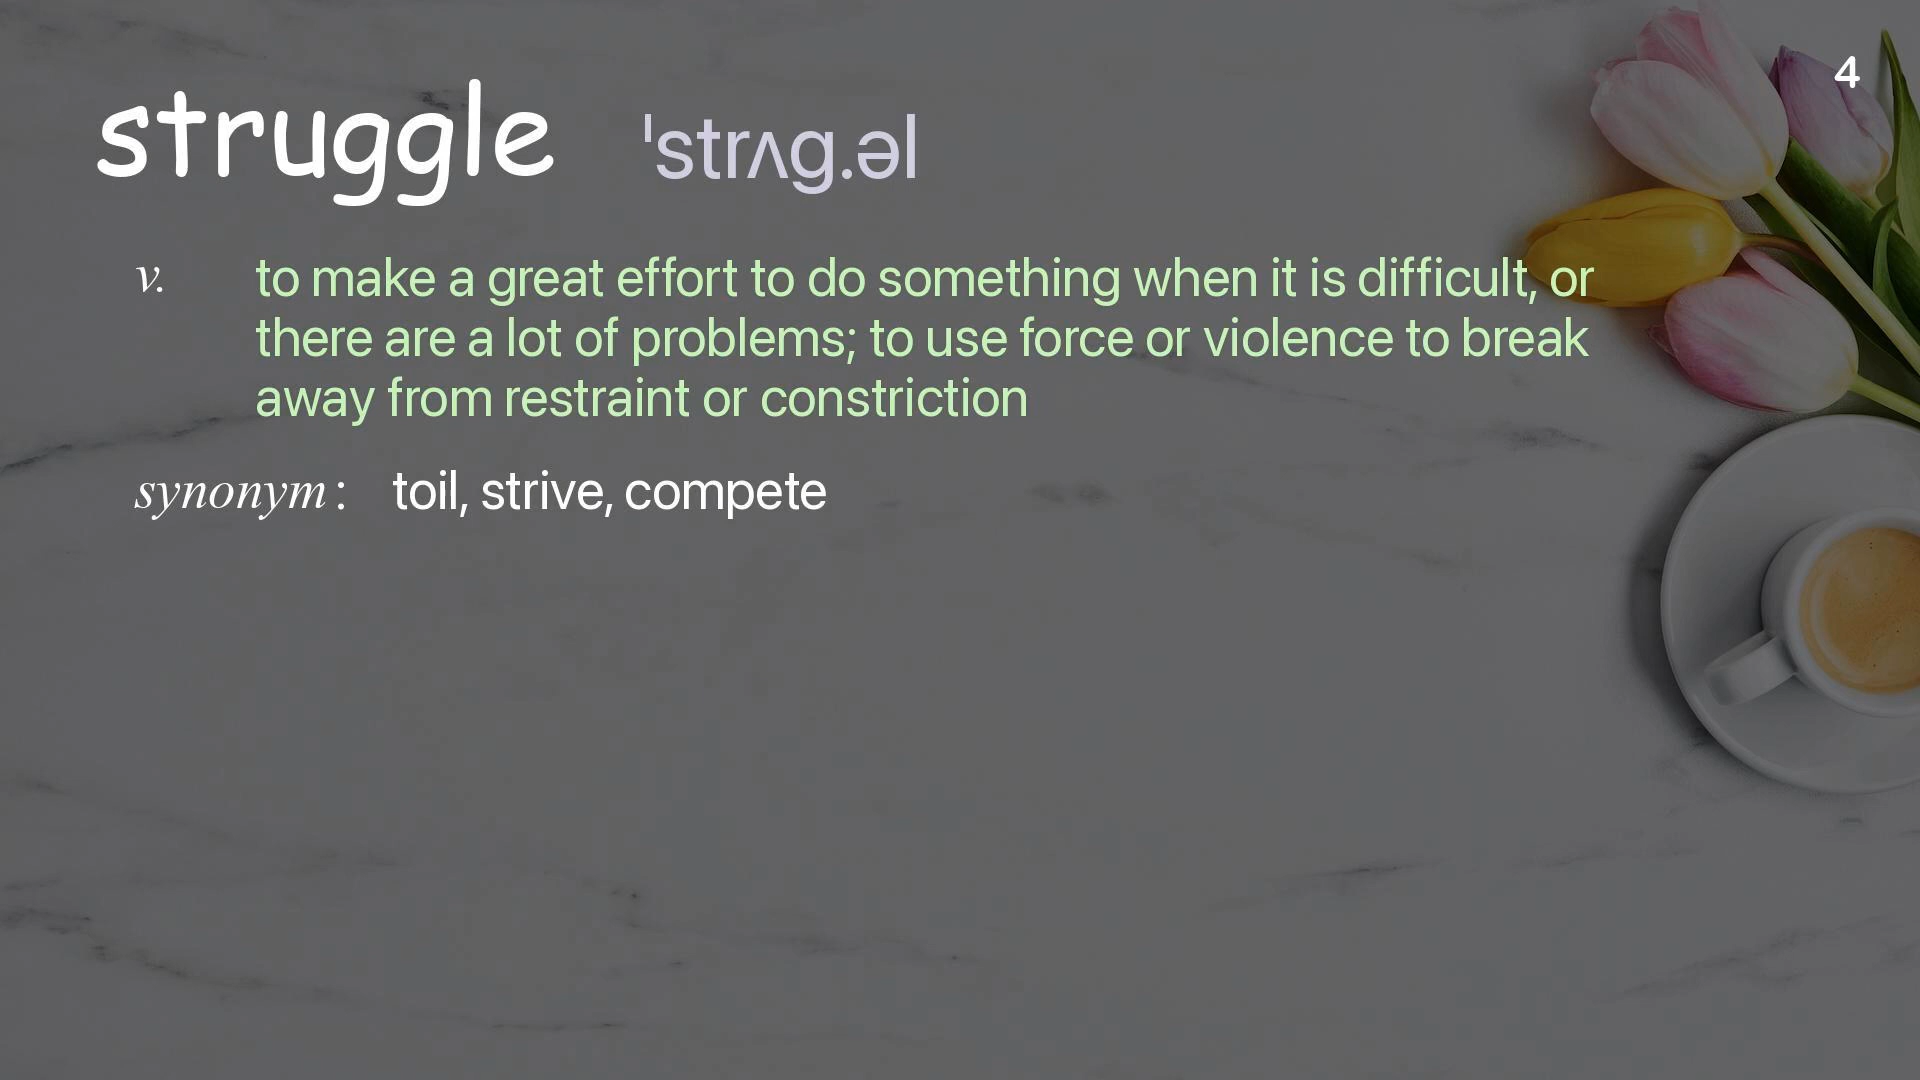 4
struggle ˈstrʌg.əl
v. to make a great effort to do something when it is difficult, or
there are a lot of problems; to use force or violence to break
away from restraint or constriction
synonym : toil, strive, compete